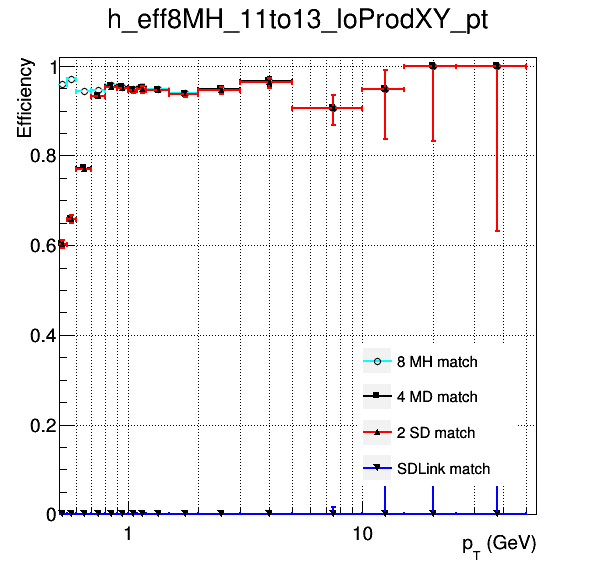 h_eff8MH_11to13_loProdXY_pt
Efficiency
1
0.8
0.6
0.4
0.2
0
8 MH match
4 MD match
2 SD match
SDLink match
1
10
p_T (GeV)